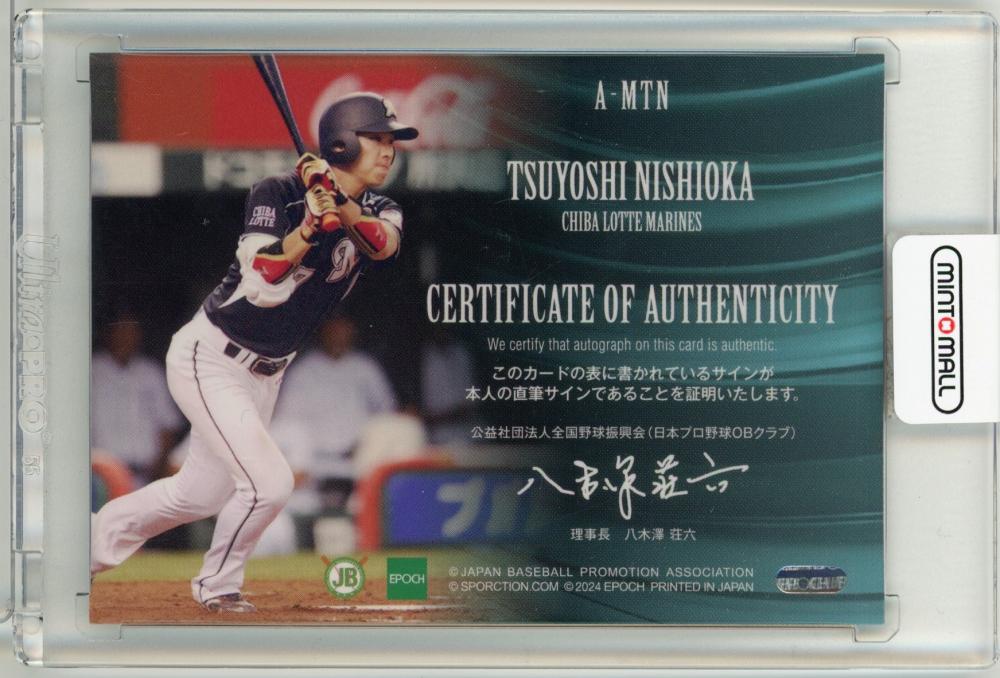 A-MTN
TSUYOSHI NISHIOKA
CHIBA LOTTE MARINES
CERTIFICATE OF AUTHENTICITY
We certify that autograph on this card is authentic.
このカードの表に書かれているサインが
本人の直筆サインであることを証明いたします。
公益社団法人全国野球振興会(日本プロ野球OBクラブ)
八木澤荘六
理事長 八木澤 荘六
JB
EPOCH
©JAPAN BASEBALL PROMOTION ASSOCIATION
©SPORCTION.COM ©2024 EPOCH PRINTED IN JAPAN
CHIBA
LOTTE
MINT MALL
UltraPRO
55